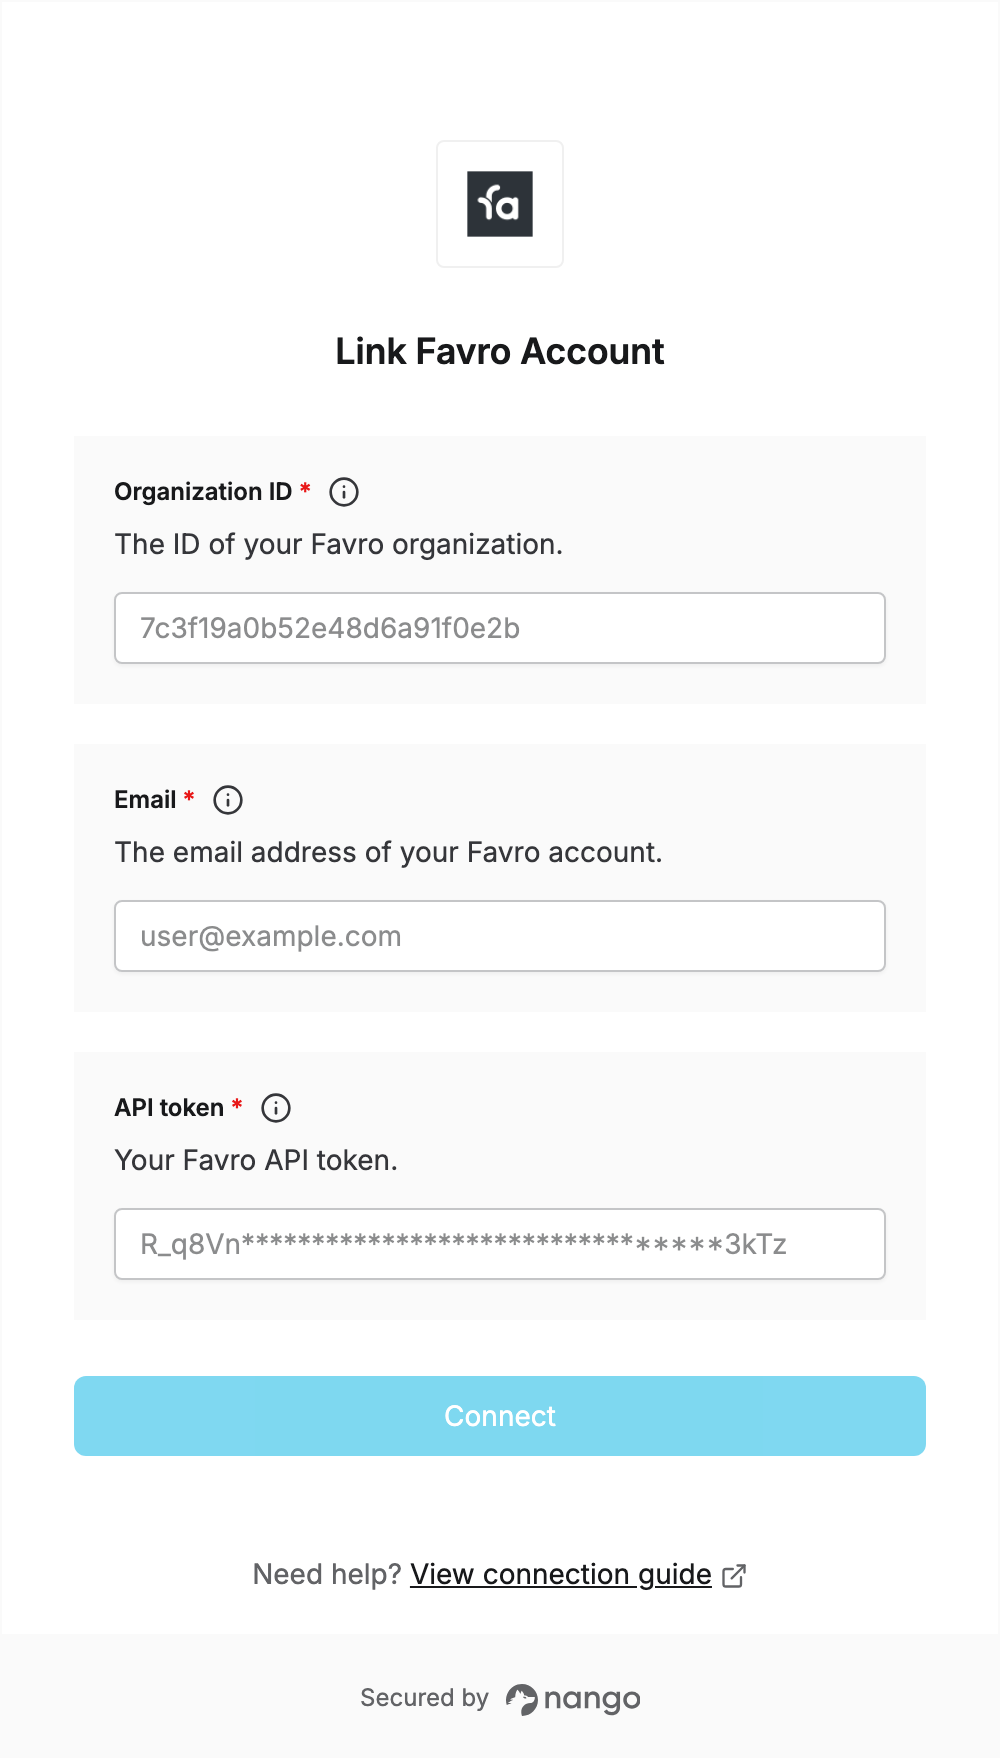 fa
Link Favro Account
Organization ID *
The ID of your Favro organization.
7c3f19a0b52e48d6a91f0e2b
Email *
The email address of your Favro account.
user@example.com
API token *
Your Favro API token.
R_q8Vn**********************************3kTz
Connect
Need help? View connection guide
Secured by nango